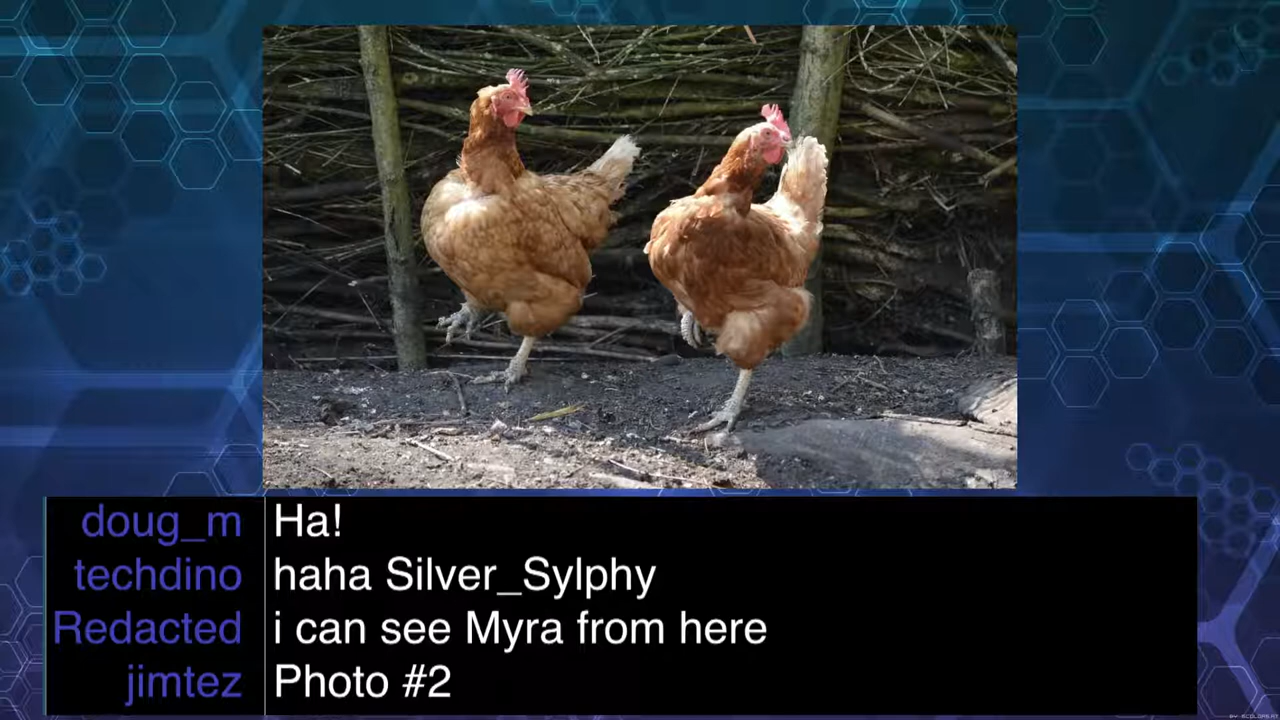 doug_m Ha!
techdino haha Silver_Sylphy
Redacted i can see Myra from here
jimtez Photo #2